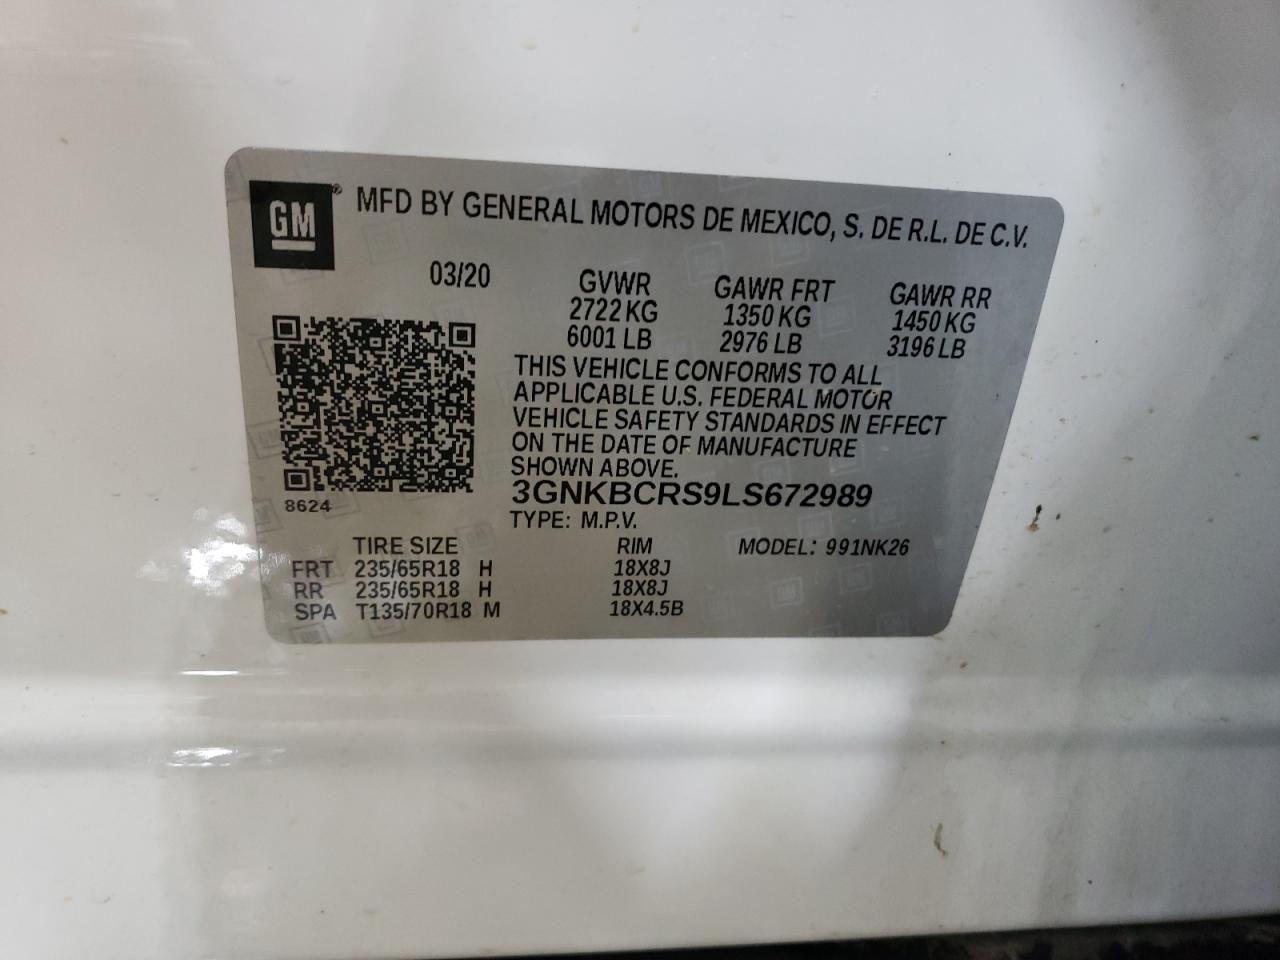 GM ® MFD BY GENERAL MOTORS DE MEXICO, S. DE R.L. DE C.V.
03/20 GVWR GAWR FRT GAWR RR
2722 KG 1350 KG 1450 KG
6001 LB 2976 LB 3196 LB
THIS VEHICLE CONFORMS TO ALL
APPLICABLE U.S. FEDERAL MOTOR
VEHICLE SAFETY STANDARDS IN EFFECT
ON THE DATE OF MANUFACTURE
SHOWN ABOVE.
3GNKBCRS9LS672989
8624
TYPE: M.P.V.
TIRE SIZE RIM MODEL: 991NK26
FRT 235/65R18 H 18X8J
RR 235/65R18 H 18X8J
SPA T135/70R18 M 18X4.5B